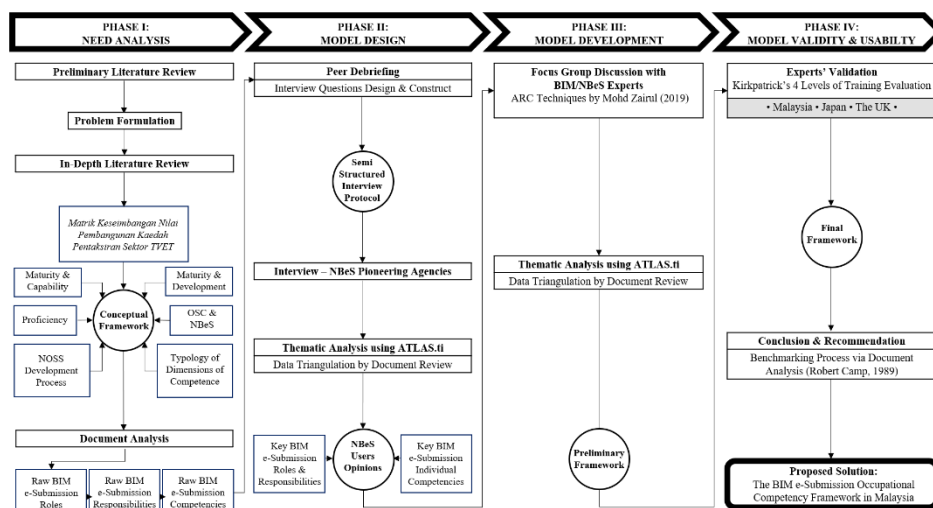 PHASE I:
NEED ANALYSIS
Preliminary Literature Review
Problem Formulation
In-Depth Literature Review
Matrik Keseimbangan Nilai
Pembangunan Kaedah
Pentaksiran Sektor TVET
Maturity &
Capability
Maturity &
Development
Proficiency
Conceptual
Framework
OSC &
NBeS
NOSS
Development
Process
Typology of
Dimensions of
Competence
Document Analysis
Raw BIM
e-Submission
Roles
Raw BIM
e-Submission
Responsibilities
Raw BIM
e-Submission
Competencies
PHASE II:
MODEL DESIGN
Peer Debriefing
Interview Questions Design & Construct
Semi
Structured
Interview
Protocol
Interview – NBeS Pioneering Agencies
Thematic Analysis using ATLAS.ti
Data Triangulation by Document Review
Key BIM
e-Submission
Roles &
Responsibilities
NBeS
Users
Opinions
Key BIM
e-Submission
Individual
Competencies
PHASE III:
MODEL DEVELOPMENT
Focus Group Discussion with
BIM/NBeS Experts
ARC Techniques by Mohd Zairul (2019)
Thematic Analysis using ATLAS.ti
Data Triangulation by Document Review
Preliminary
Framework
PHASE IV:
MODEL VALIDITY & USABILTY
Experts' Validation
Kirkpatrick's 4 Levels of Training Evaluation
• Malaysia • Japan • The UK •
Final
Framework
Conclusion & Recommendation
Benchmarking Process via Document
Analysis (Robert Camp, 1989)
Proposed Solution:
The BIM e-Submission Occupational
Competency Framework in Malaysia